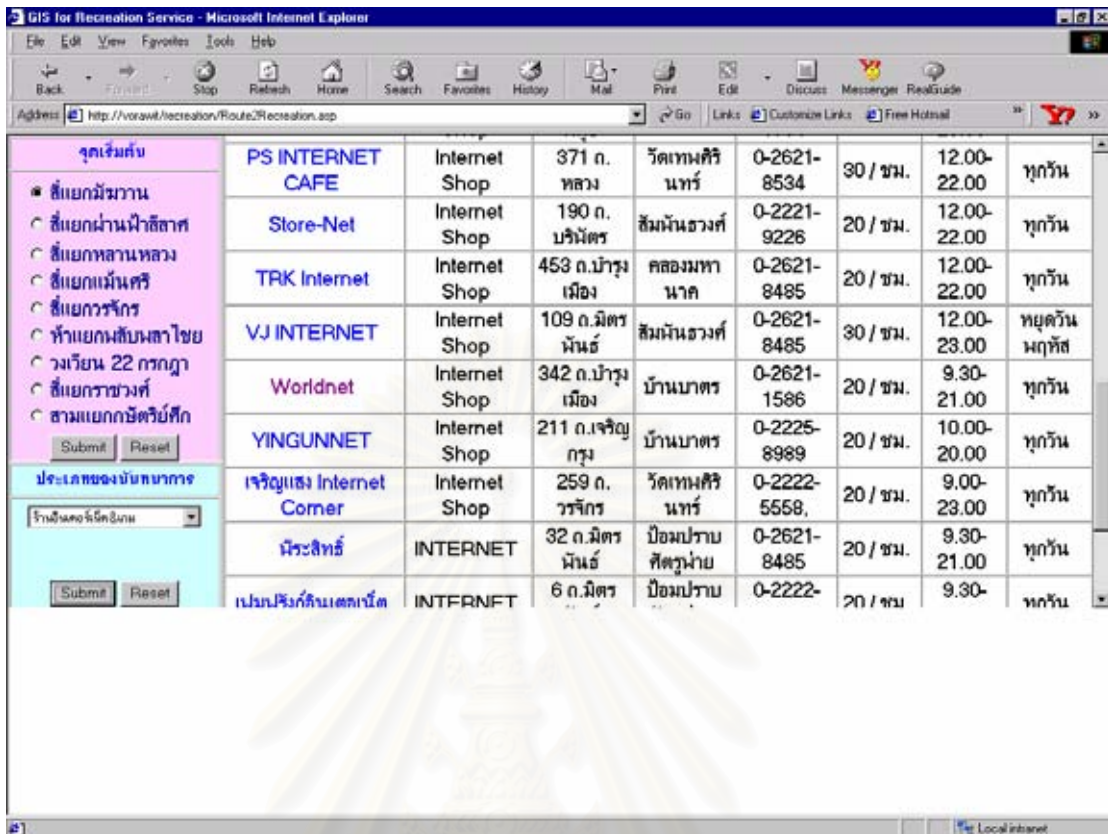 GIS for Recreation Service - Microsoft Internet Explorer
File Edit View Favorites Tools Help
Back Forward Stop Refresh Home Search Favorites History Mail Print Edit Discuss Messenger RealGuide
Address http://vorawit/recreation/Route2Recreation.asp Go Links Customize Links Free Hotmail
จุดเริ่มต้น
สี่แยกมัฆวาน
สี่แยกผ่านฟ้าลีลาศ
สี่แยกหลานหลวง
สี่แยกแม้นศรี
สี่แยกวรจักร
ห้าแยกพลับพลาไชย
วงเวียน 22 กรกฎา
สี่แยกราชวงศ์
สามแยกกษัตริย์ศึก
Submit Reset
ประเภทของนันทนาการ
ร้านอินเตอร์เน็ต&เกม
Submit Reset
PS INTERNET CAFE Internet Shop 371 ถ. หลวง วัดเทพศิรินทร์ 0-2621-8534 30 / ชม. 12.00-22.00 ทุกวัน
Store-Net Internet Shop 190 ถ. บริพัตร สัมพันธวงศ์ 0-2221-9226 20 / ชม. 12.00-22.00 ทุกวัน
TRK Internet Internet Shop 453 ถ.บำรุงเมือง คลองมหานาค 0-2621-8485 20 / ชม. 12.00-22.00 ทุกวัน
VJ INTERNET Internet Shop 109 ถ.มิตรพันธ์ สัมพันธวงศ์ 0-2621-8485 30 / ชม. 12.00-23.00 หยุดวันพฤหัส
Worldnet Internet Shop 342 ถ.บำรุงเมือง บ้านบาตร 0-2621-1586 20 / ชม. 9.30-21.00 ทุกวัน
YINGUNNET Internet Shop 211 ถ.เจริญกรุง บ้านบาตร 0-2225-8989 20 / ชม. 10.00-20.00 ทุกวัน
เจริญแสง Internet Corner Internet Shop 259 ถ. วรจักร วัดเทพศิรินทร์ 0-2222-5558, 20 / ชม. 9.00-23.00 ทุกวัน
พีระสิทธิ์ INTERNET 32 ถ.มิตรพันธ์ ป้อมปราบศัตรูพ่าย 0-2621-8485 20 / ชม. 9.30-21.00 ทุกวัน
INTERNET 6 ถ.มิตร ป้อมปราบ 0-2222- 20 / ชม. 9.30- ทุกวัน
Local intranet